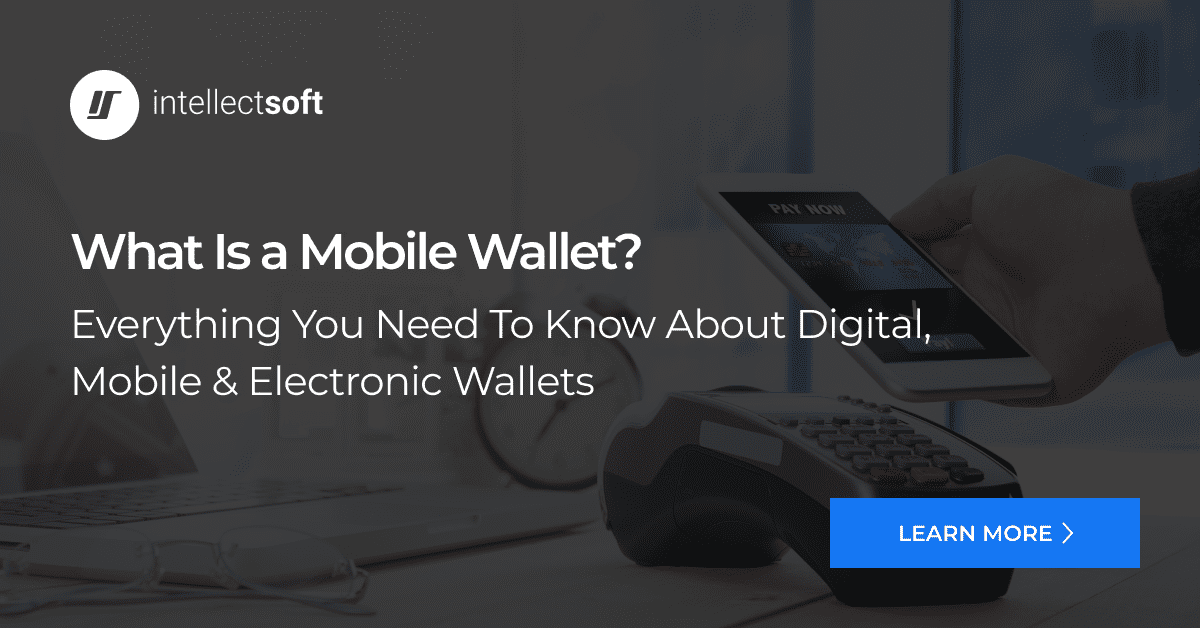 intellectsoft
What Is a Mobile Wallet?
Everything You Need To Know About Digital,
Mobile & Electronic Wallets
PAY NOW
LEARN MORE